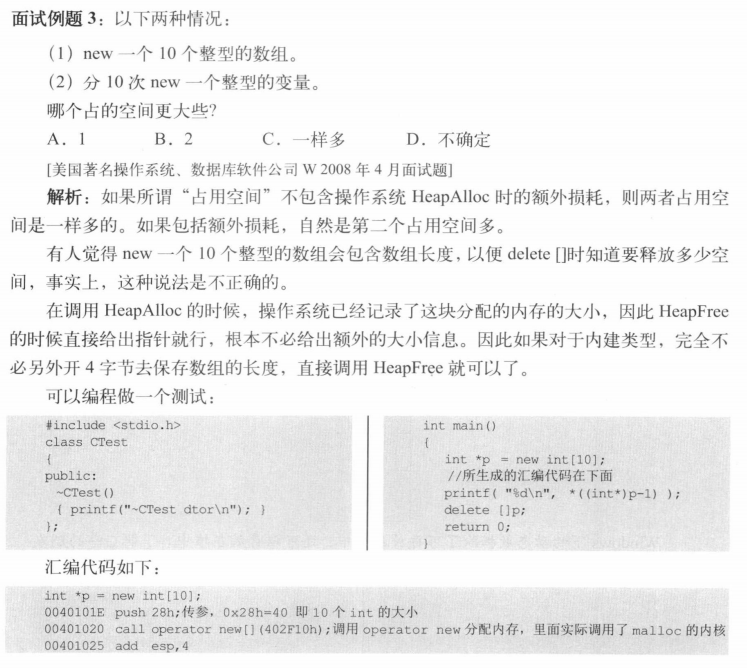 面试例题 3：以下两种情况：
（1）new 一个 10 个整型的数组。
（2）分 10 次 new 一个整型的变量。
哪个占的空间更大些?
A．1 B．2 C．一样多 D．不确定
[美国著名操作系统、数据库软件公司 W 2008 年 4 月面试题]
解析：如果所谓“占用空间”不包含操作系统 HeapAlloc 时的额外损耗，则两者占用空
间是一样多的。如果包括额外损耗，自然是第二个占用空间多。
有人觉得 new 一个 10 个整型的数组会包含数组长度，以便 delete []时知道要释放多少空
间，事实上，这种说法是不正确的。
在调用 HeapAlloc 的时候，操作系统已经记录了这块分配的内存的大小，因此 HeapFree
的时候直接给出指针就行，根本不必给出额外的大小信息。因此如果对于内建类型，完全不
必另外开 4 字节去保存数组的长度，直接调用 HeapFree 就可以了。
可以编程做一个测试：
#include <stdio.h>
class CTest
{
public:
~CTest()
{ printf("~CTest dtor\n"); }
};
int main()
{
int *p = new int[10];
//所生成的汇编代码在下面
printf( "%d\n", *((int*)p-1) );
delete []p;
return 0;
}
汇编代码如下：
int *p = new int[10];
0040101E push 28h;传参，0x28h=40 即 10 个 int 的大小
00401020 call operator new[](402F10h);调用 operator new 分配内存，里面实际调用了 malloc 的内核
00401025 add esp,4